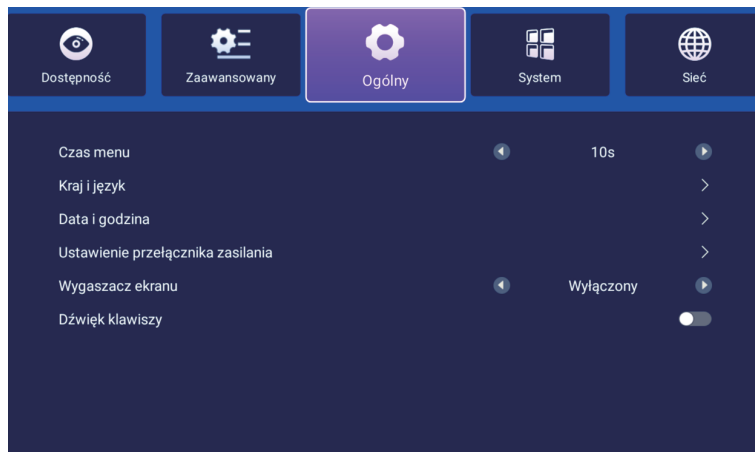 Dostępność
Zaawansowany
Ogólny
System
Sieć
Czas menu
10s
Kraj i język
Data i godzina
Ustawienie przełącznika zasilania
Wygaszacz ekranu
Wyłączony
Dźwięk klawiszy